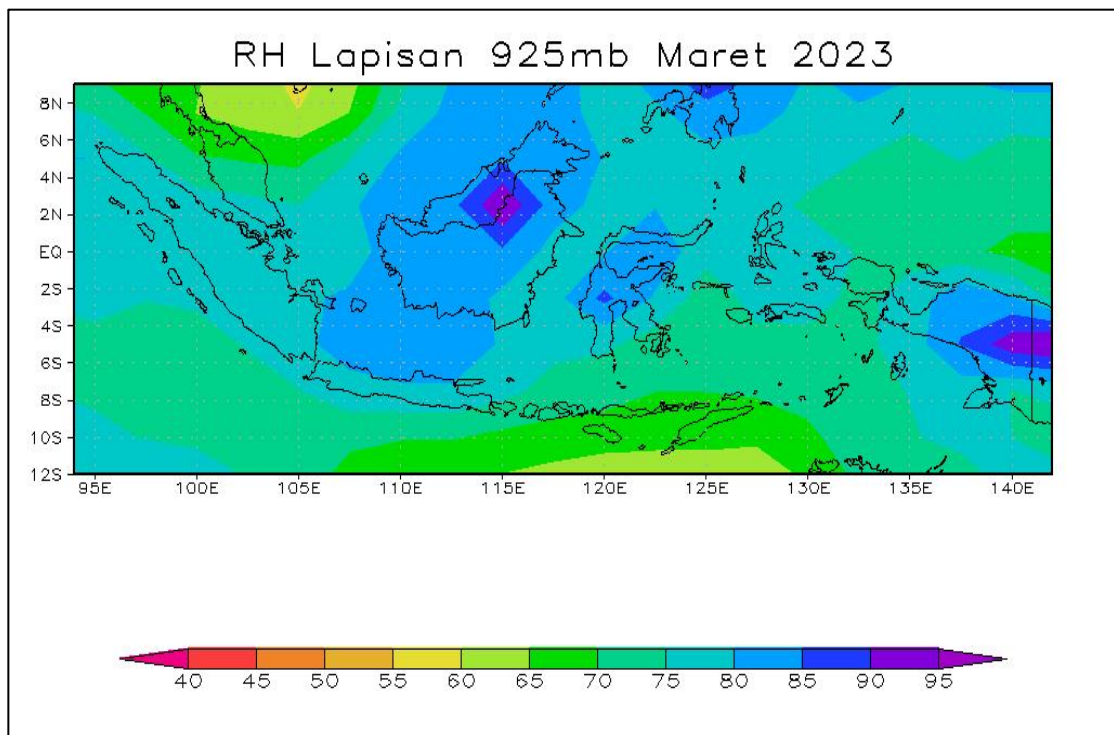 RH Lapisan 925mb Maret 2023
8N
6N
4N
2N
EQ
2S
4S
6S
8S
10S
12S
95E 100E 105E 110E 115E 120E 125E 130E 135E 140E
40 45 50 55 60 65 70 75 80 85 90 95